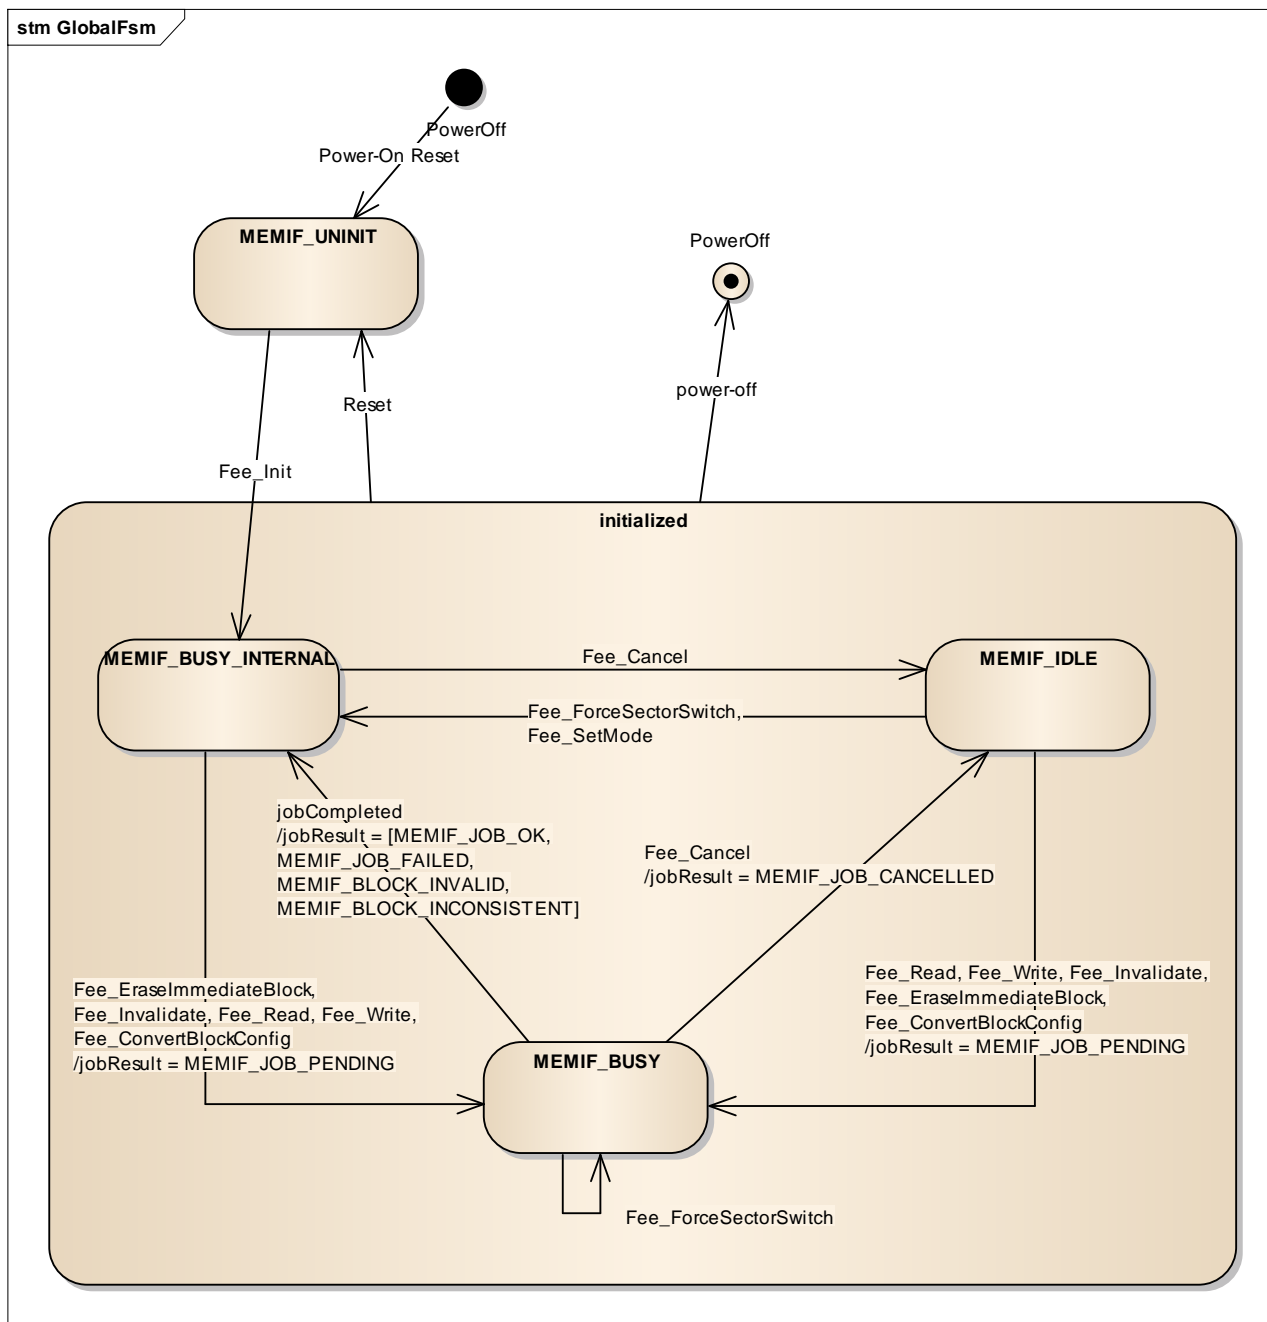 stm GlobalFsm
PowerOff
Power-On Reset
MEMIF_UNINIT
PowerOff
Reset
power-off
Fee_Init
initialized
MEMIF_BUSY_INTERNAL
Fee_Cancel
MEMIF_IDLE
Fee_ForceSectorSwitch,
Fee_SetMode
jobCompleted
/jobResult = [MEMIF_JOB_OK,
MEMIF_JOB_FAILED,
MEMIF_BLOCK_INVALID,
MEMIF_BLOCK_INCONSISTENT]
Fee_Cancel
/jobResult = MEMIF_JOB_CANCELLED
Fee_EraseImmediateBlock,
Fee_Invalidate, Fee_Read, Fee_Write,
Fee_ConvertBlockConfig
/jobResult = MEMIF_JOB_PENDING
Fee_Read, Fee_Write, Fee_Invalidate,
Fee_EraseImmediateBlock,
Fee_ConvertBlockConfig
/jobResult = MEMIF_JOB_PENDING
MEMIF_BUSY
Fee_ForceSectorSwitch